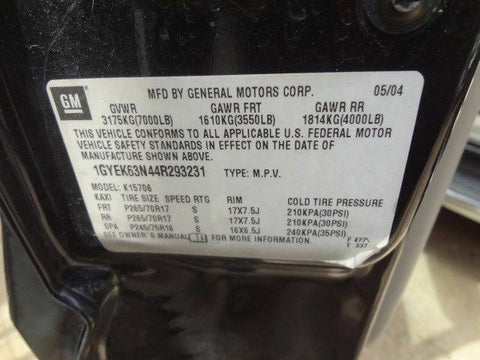 GM
MFD BY GENERAL MOTORS CORP. 05/04
GVWR GAWR FRT GAWR RR
3175KG(7000LB) 1610KG(3550LB) 1814KG(4000LB)
THIS VEHICLE CONFORMS TO ALL APPLICABLE U.S. FEDERAL MOTOR
VEHICLE SAFETY STANDARDS IN EFFECT ON THE DATE OF
MANUFACTURE SHOWN ABOVE.
1GYEK63N44R293231 TYPE: M.P.V.
MODEL: K15706
KAXI TIRE SIZE SPEED RTG RIM COLD TIRE PRESSURE
FRT P265/70R17 S 17X7.5J 210KPA(30PSI)
RR P265/70R17 S 17X7.5J 210KPA(30PSI)
SPA P245/75R16 S 16X6.5J 240KPA(35PSI)
SEE OWNER'S MANUAL FOR MORE INFORMATION.